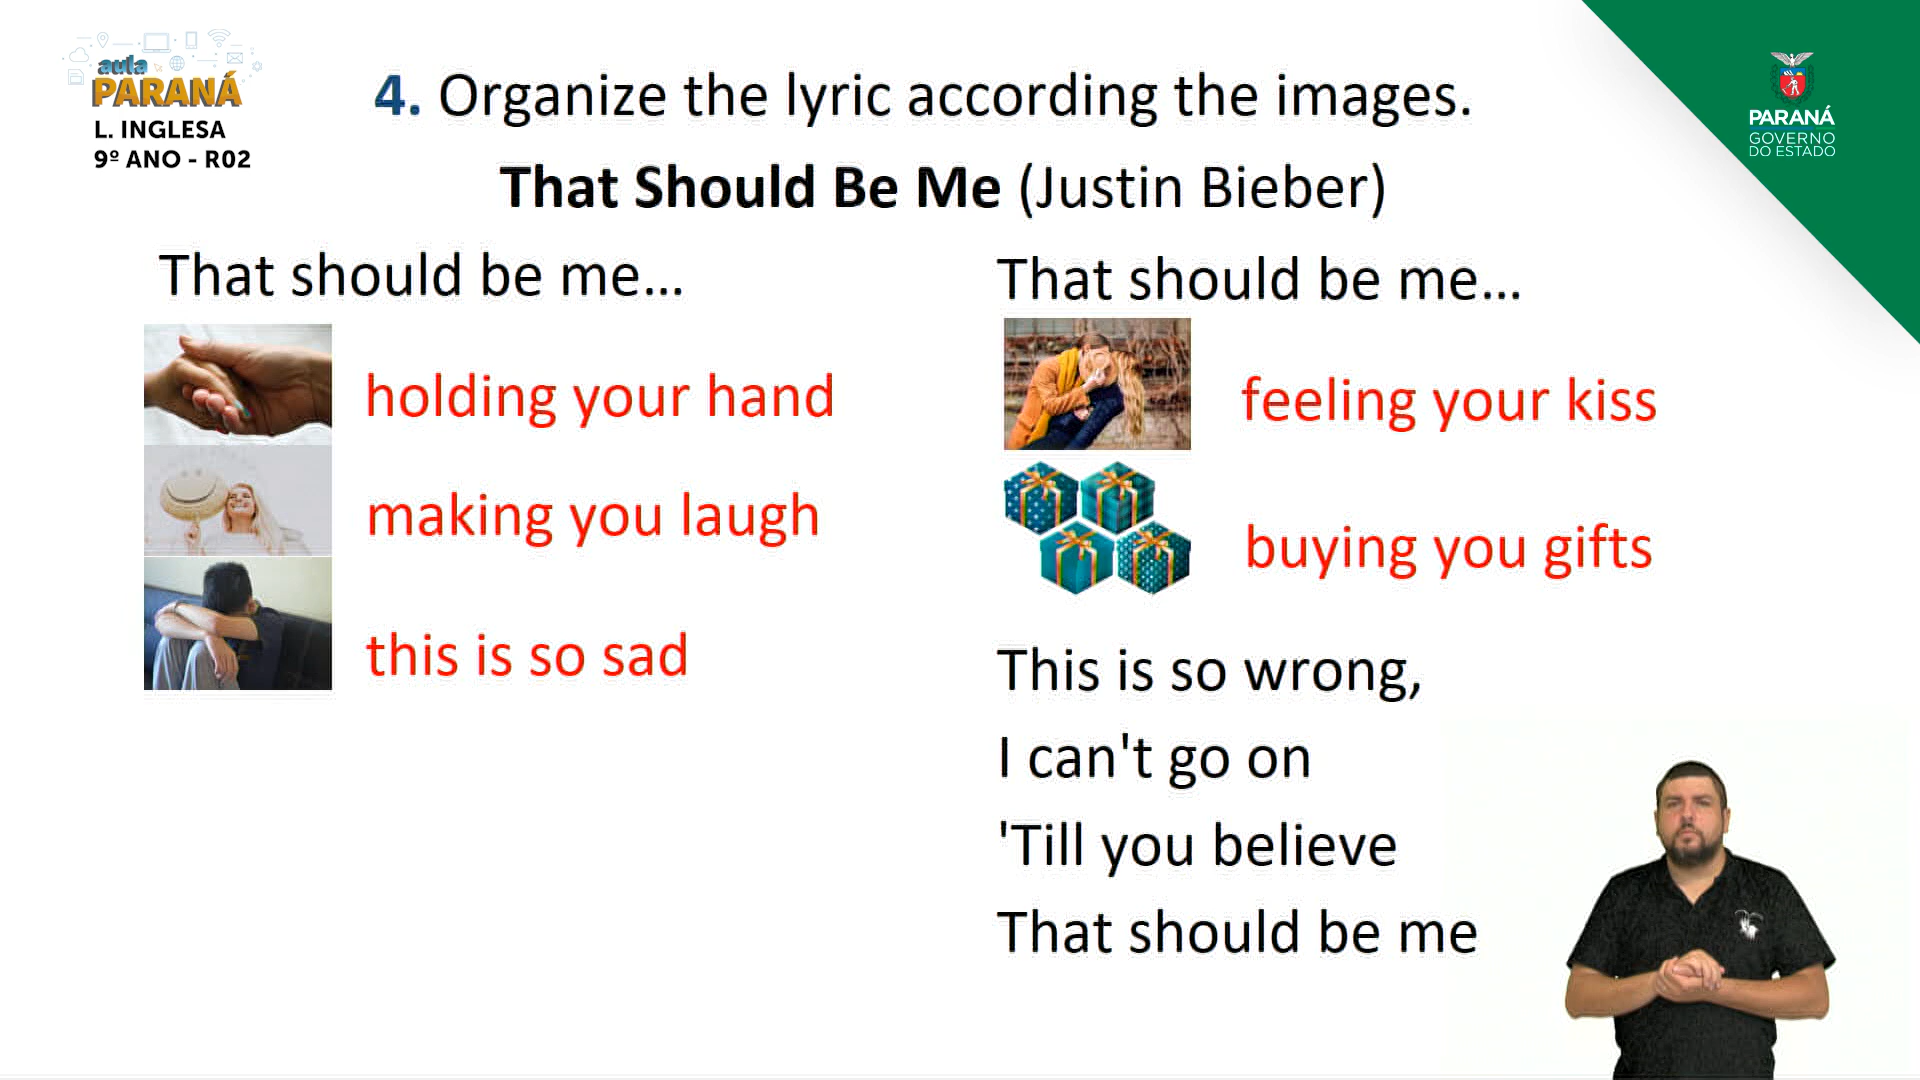 aula
PARANÁ
L. INGLESA
9º ANO - R02
4. Organize the lyric according the images.
That Should Be Me (Justin Bieber)
That should be me...
holding your hand
making you laugh
this is so sad
That should be me...
feeling your kiss
buying you gifts
This is so wrong,
I can't go on
'Till you believe
That should be me
PARANÁ
GOVERNO
DO ESTADO